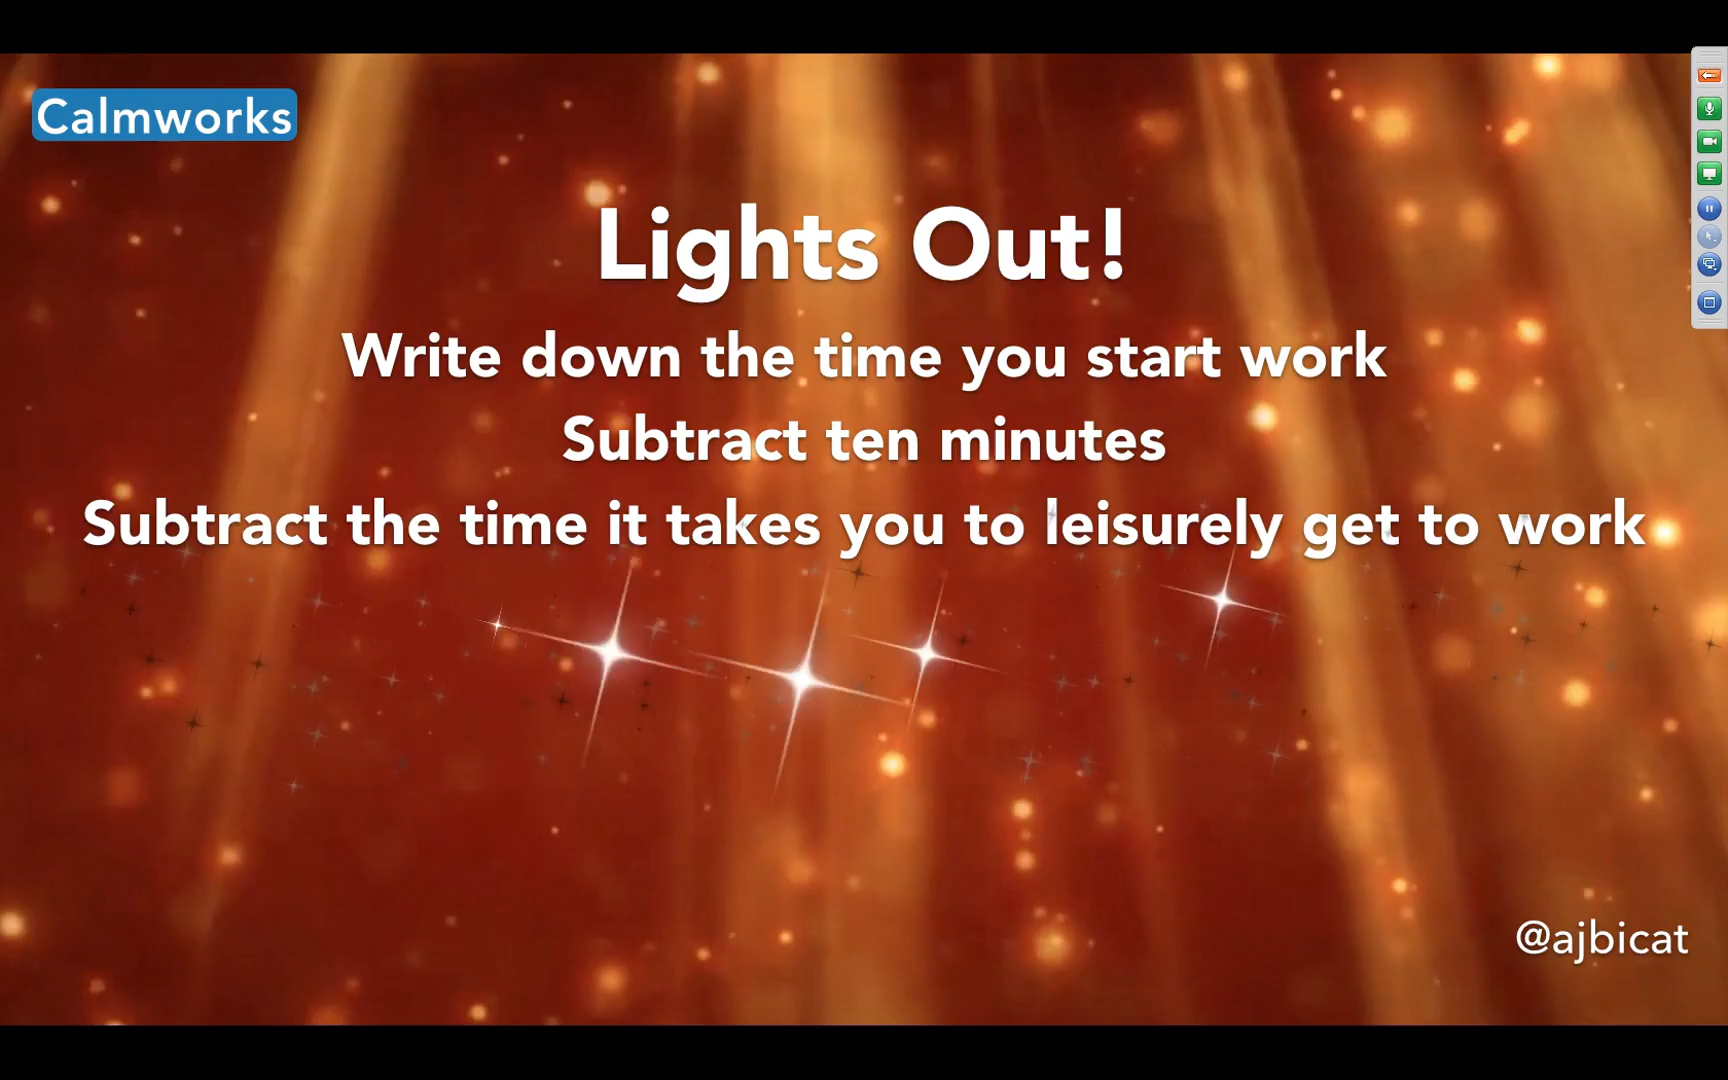 Calmworks
Lights Out!
Write down the time you start work
Subtract ten minutes
Subtract the time it takes you to leisurely get to work
@ajbicat